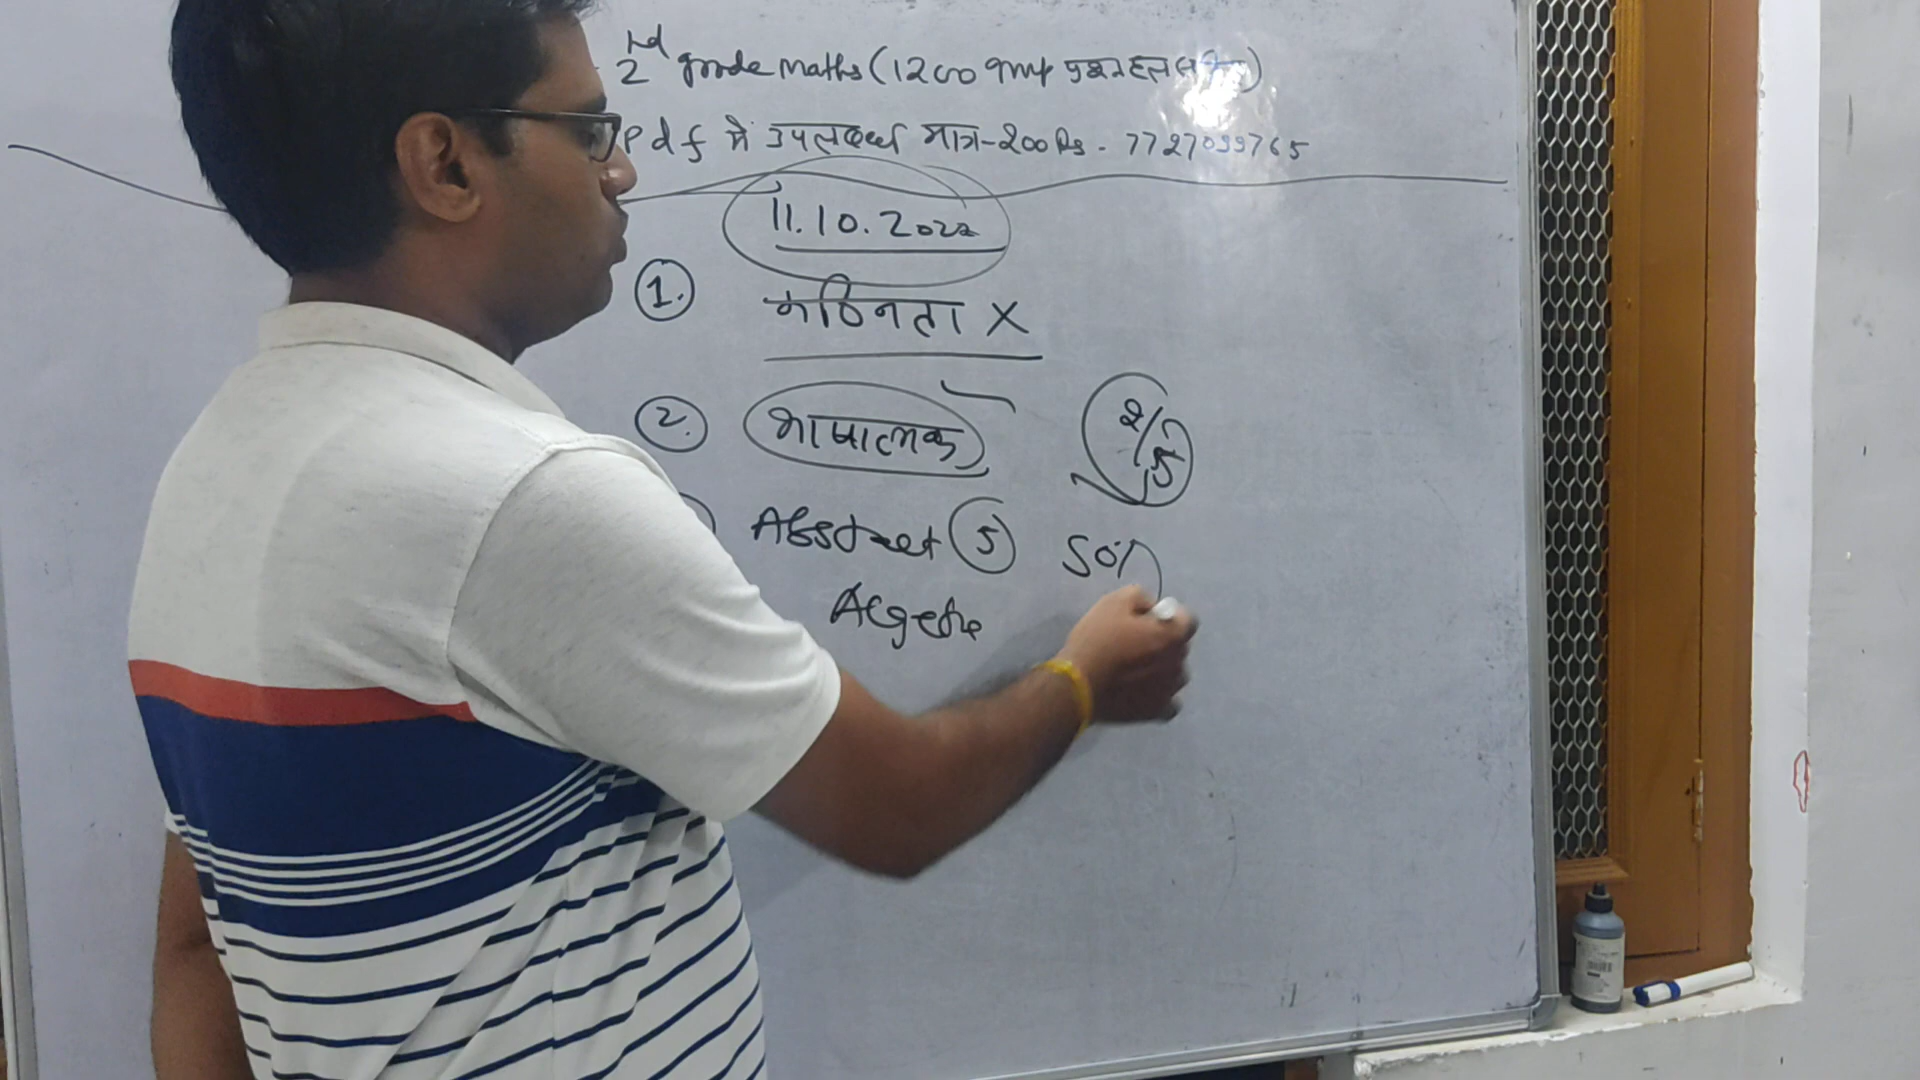 2nd grade maths (1200 imp प्रश्न हल स
Pdf में उपलब्ध मात्र-200 Rs. 7727099765
11.10.2022
1. कठिनता X
2. भाषात्मक 2/5
Abstract 5 50%
Algebra